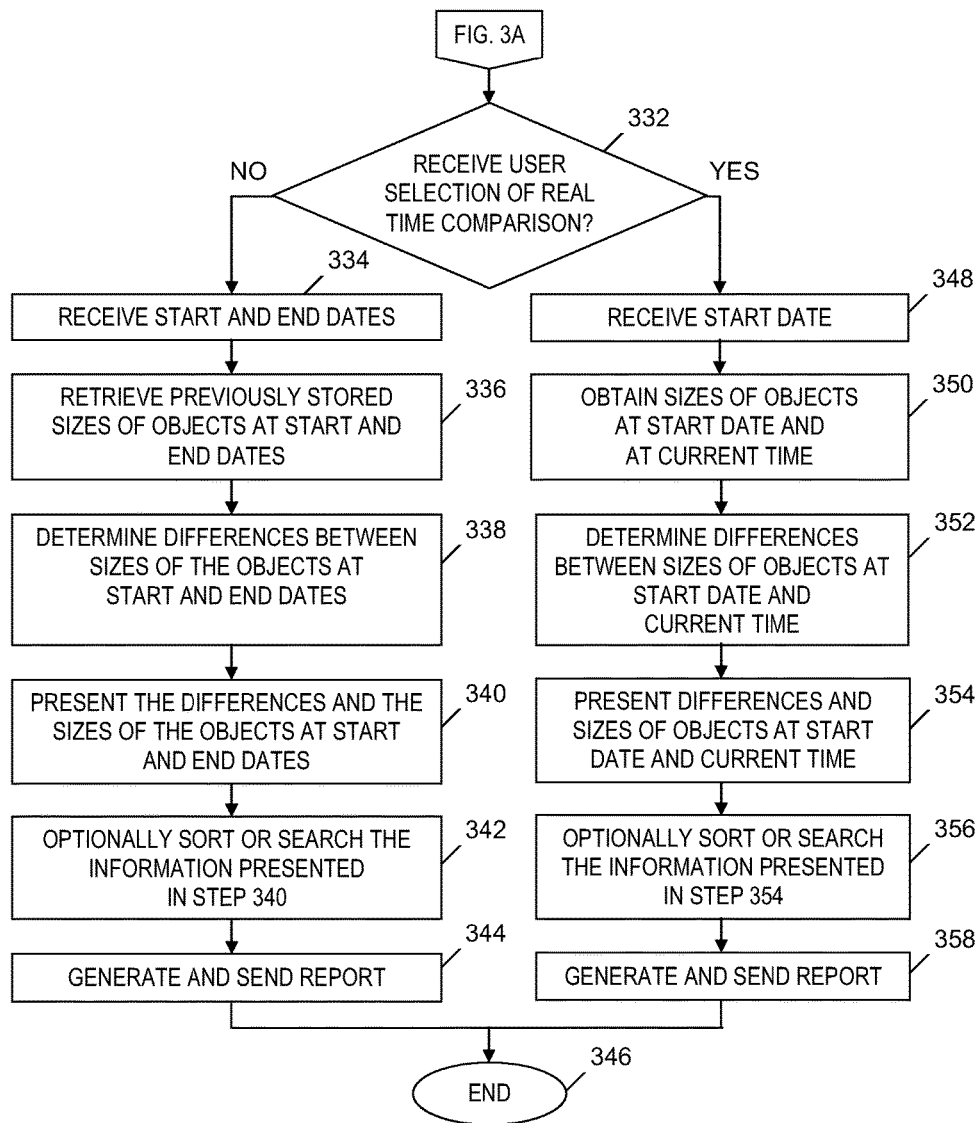 FIG. 3A
332
RECEIVE USER
SELECTION OF REAL
TIME COMPARISON?
NO
YES
334
RECEIVE START AND END DATES
336
RETRIEVE PREVIOUSLY STORED
SIZES OF OBJECTS AT START AND
END DATES
338
DETERMINE DIFFERENCES BETWEEN
SIZES OF THE OBJECTS AT
START AND END DATES
340
PRESENT THE DIFFERENCES AND THE
SIZES OF THE OBJECTS AT START
AND END DATES
342
OPTIONALLY SORT OR SEARCH THE
INFORMATION PRESENTED
IN STEP 340
344
GENERATE AND SEND REPORT
348
RECEIVE START DATE
350
OBTAIN SIZES OF OBJECTS
AT START DATE AND
AT CURRENT TIME
352
DETERMINE DIFFERENCES
BETWEEN SIZES OF OBJECTS AT
START DATE AND
CURRENT TIME
354
PRESENT DIFFERENCES AND
SIZES OF OBJECTS AT START
DATE AND CURRENT TIME
356
OPTIONALLY SORT OR SEARCH
THE INFORMATION PRESENTED
IN STEP 354
358
GENERATE AND SEND REPORT
346
END